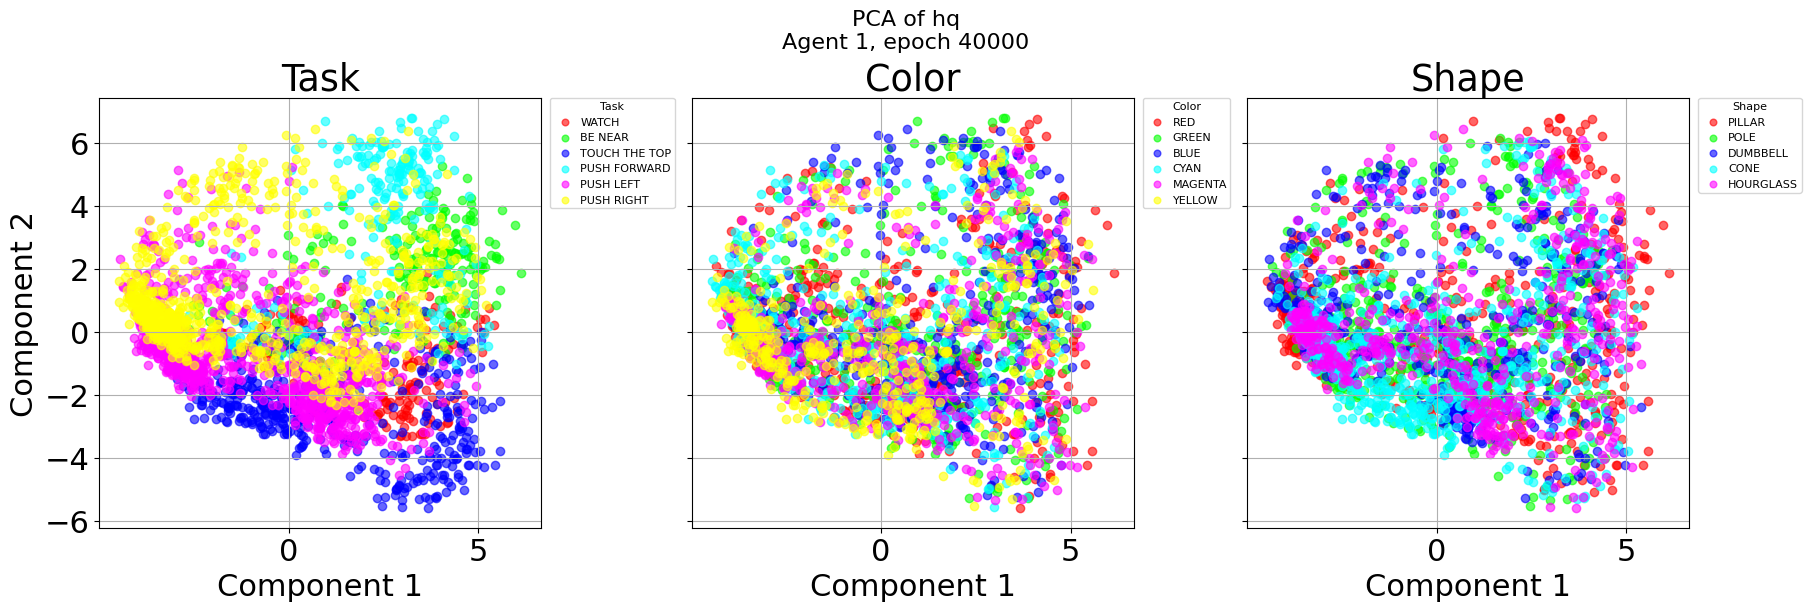 PCA of hq
Agent 1, epoch 40000
Task
Component 2
6
4
2
0
−2
−4
−6
0
5
Component 1
Task
WATCH
BE NEAR
TOUCH THE TOP
PUSH FORWARD
PUSH LEFT
PUSH RIGHT
Color
0
5
Component 1
Color
RED
GREEN
BLUE
CYAN
MAGENTA
YELLOW
Shape
0
5
Component 1
Shape
PILLAR
POLE
DUMBBELL
CONE
HOURGLASS